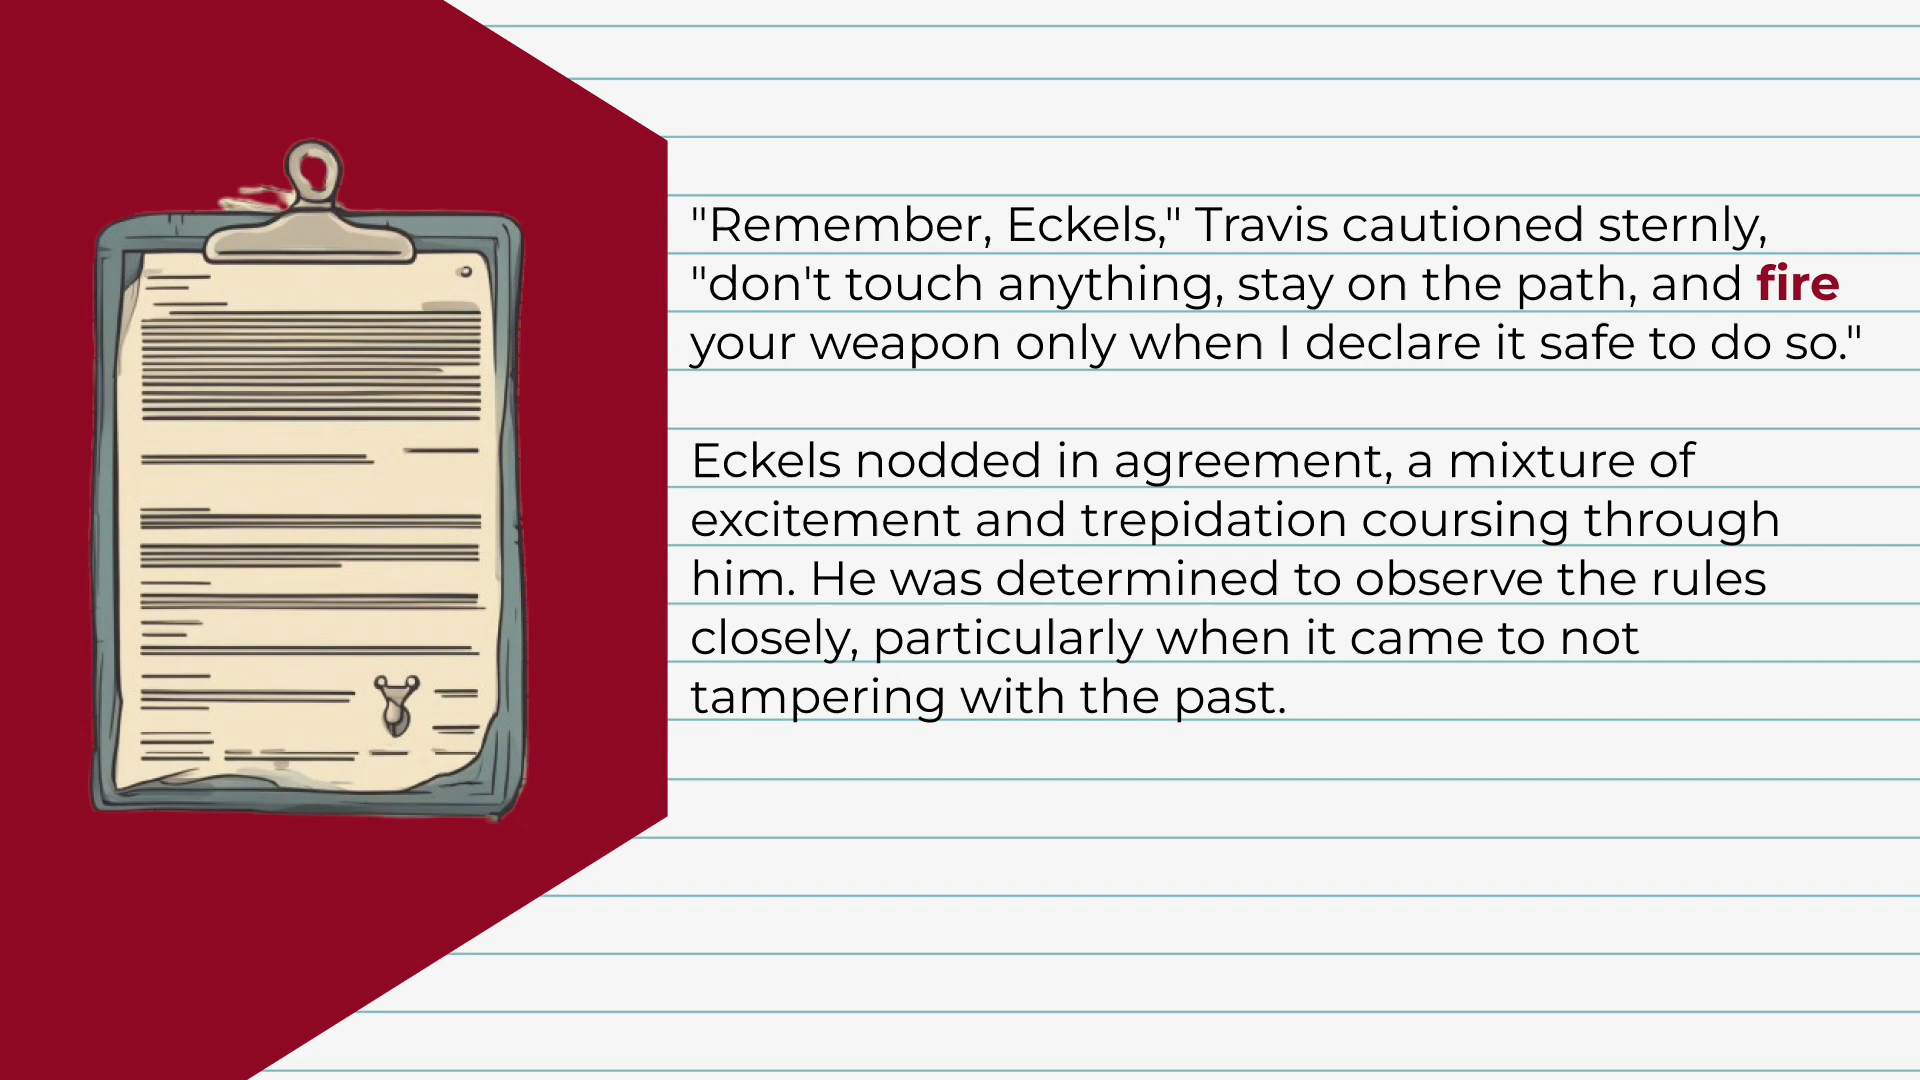 "Remember, Eckels," Travis cautioned sternly,
"don't touch anything, stay on the path, and fire
your weapon only when I declare it safe to do so."
Eckels nodded in agreement, a mixture of
excitement and trepidation coursing through
him. He was determined to observe the rules
closely, particularly when it came to not
tampering with the past.